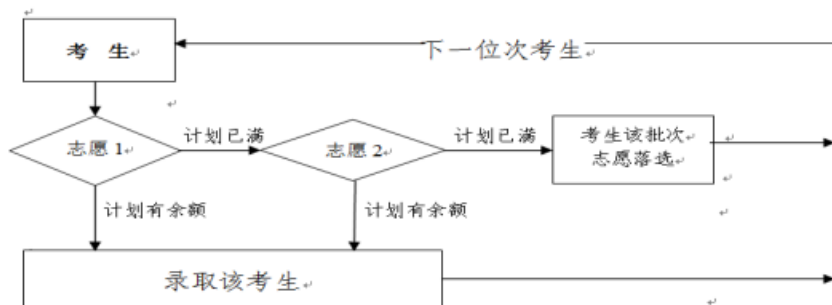 考 生
下一位次考生
志愿 1
计划已满
志愿 2
计划已满
考生该批次
志愿落选
计划有余额
计划有余额
录取该考生